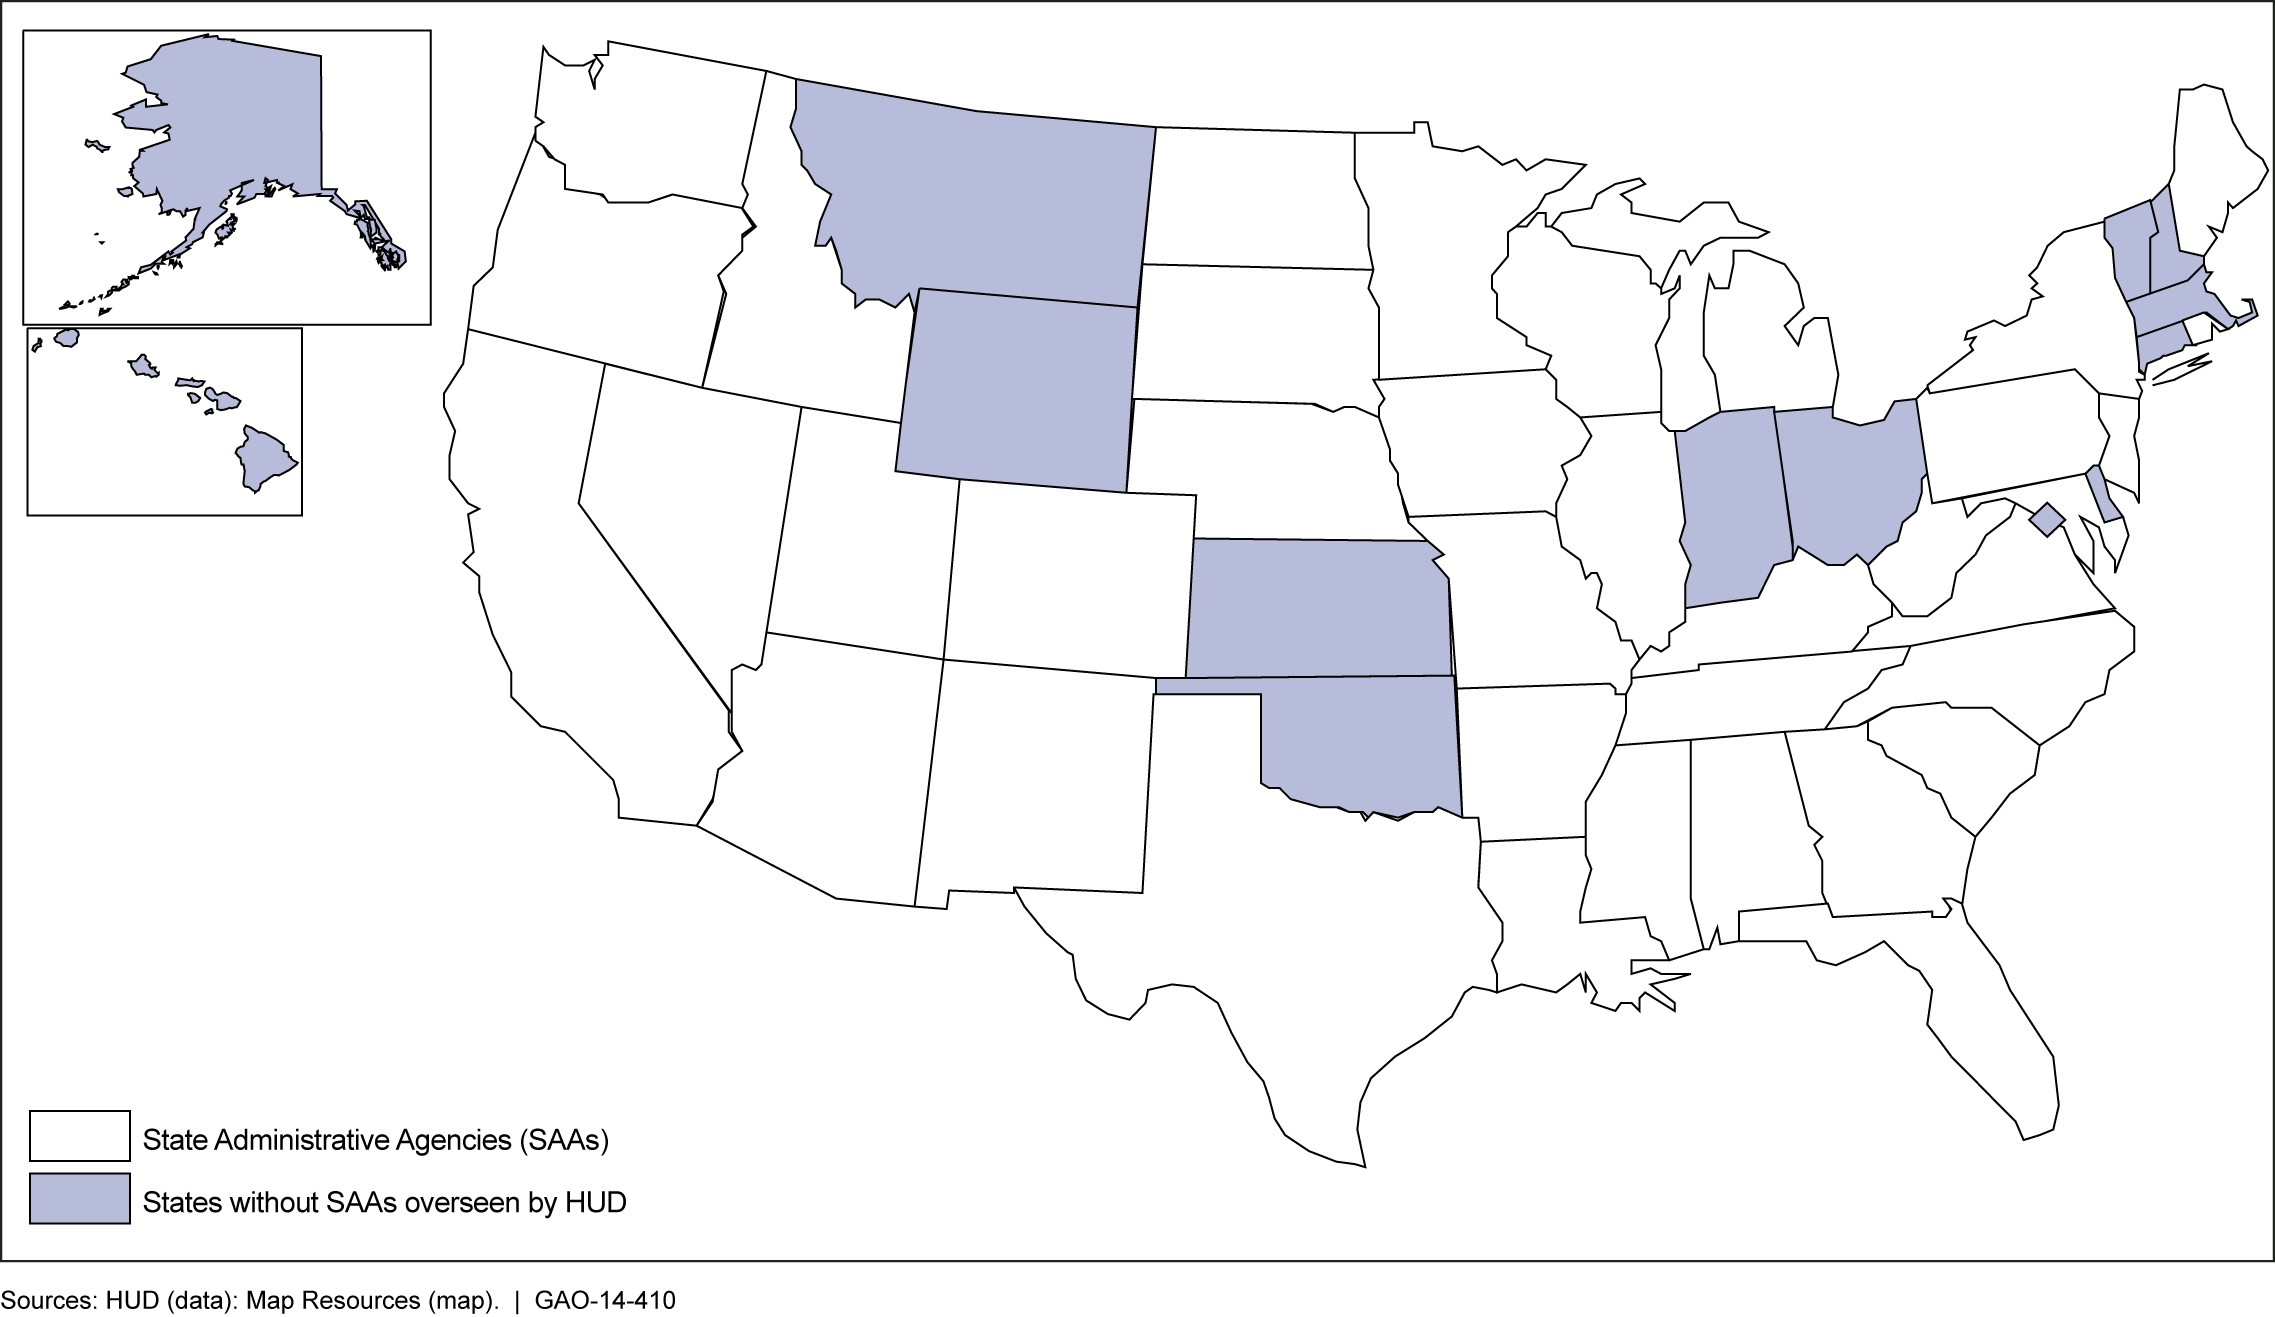 State Administrative Agencies (SAAs)
States without SAAs overseen by HUD
Sources: HUD (data): Map Resources (map).  |  GAO-14-410